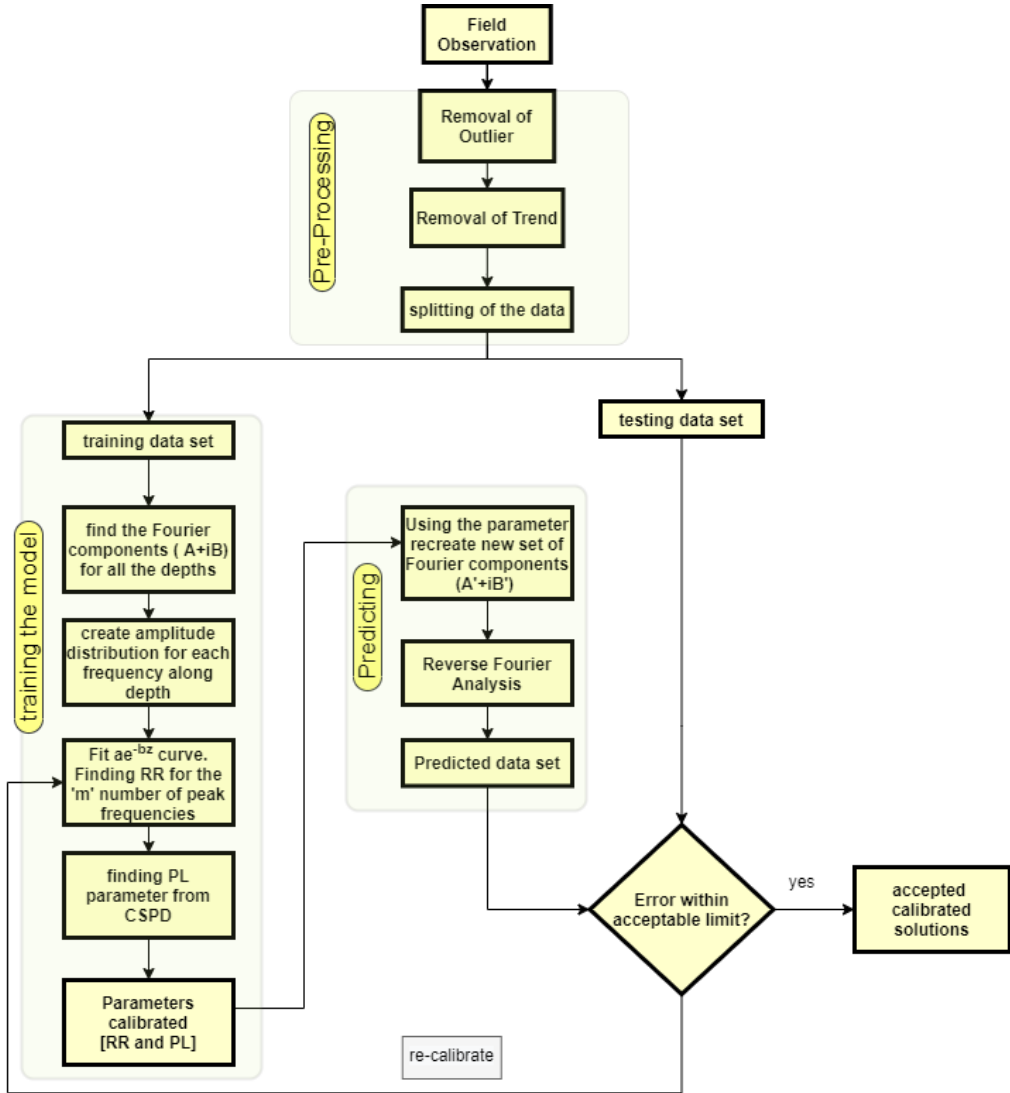 Field
Observation
Pre-Processing
Removal of
Outlier
Removal of Trend
splitting of the data
training the model
training data set
find the Fourier
components ( A+iB)
for all the depths
create amplitude
distribution for each
frequency along
depth
Fit ae^-bz curve.
Finding RR for the
'm' number of peak
frequencies
finding PL
parameter from
CSPD
Parameters
calibrated
[RR and PL]
Predicting
Using the parameter
recreate new set of
Fourier components
(A'+iB')
Reverse Fourier
Analysis
Predicted data set
testing data set
Error within
acceptable limit?
yes
accepted
calibrated
solutions
re-calibrate